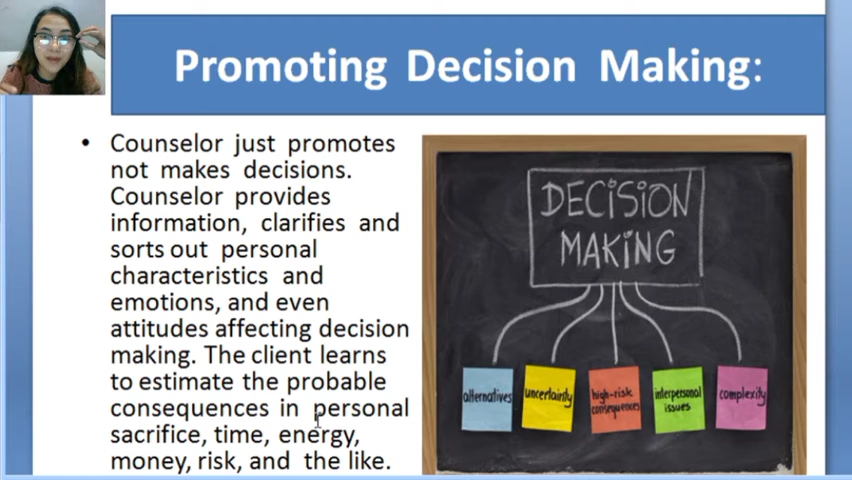 Promoting Decision Making:
• Counselor just promotes
not makes decisions.
Counselor provides
information, clarifies and
sorts out personal
characteristics and
emotions, and even
attitudes affecting decision
making. The client learns
to estimate the probable
consequences in personal
sacrifice, time, energy,
money, risk, and the like.
DECISION
MAKING
alternatives
uncertainty
high-risk
consequences
interpersonal
issues
complexity